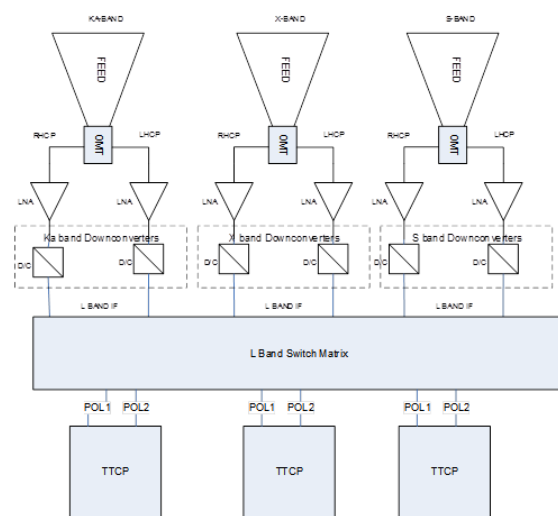 KA-BAND
X-BAND
S-BAND
FEED
FEED
FEED
RHCP
LHCP
RHCP
LHCP
RHCP
LHCP
OMT
OMT
OMT
LNA
LNA
LNA
LNA
LNA
LNA
Ka band Downconverters
X band Downconverters
S band Downconverters
D/C
D/C
D/C
D/C
D/C
D/C
L BAND IF
L BAND IF
L BAND IF
L Band Switch Matrix
POL1
POL2
POL1
POL2
POL1
POL2
TTCP
TTCP
TTCP